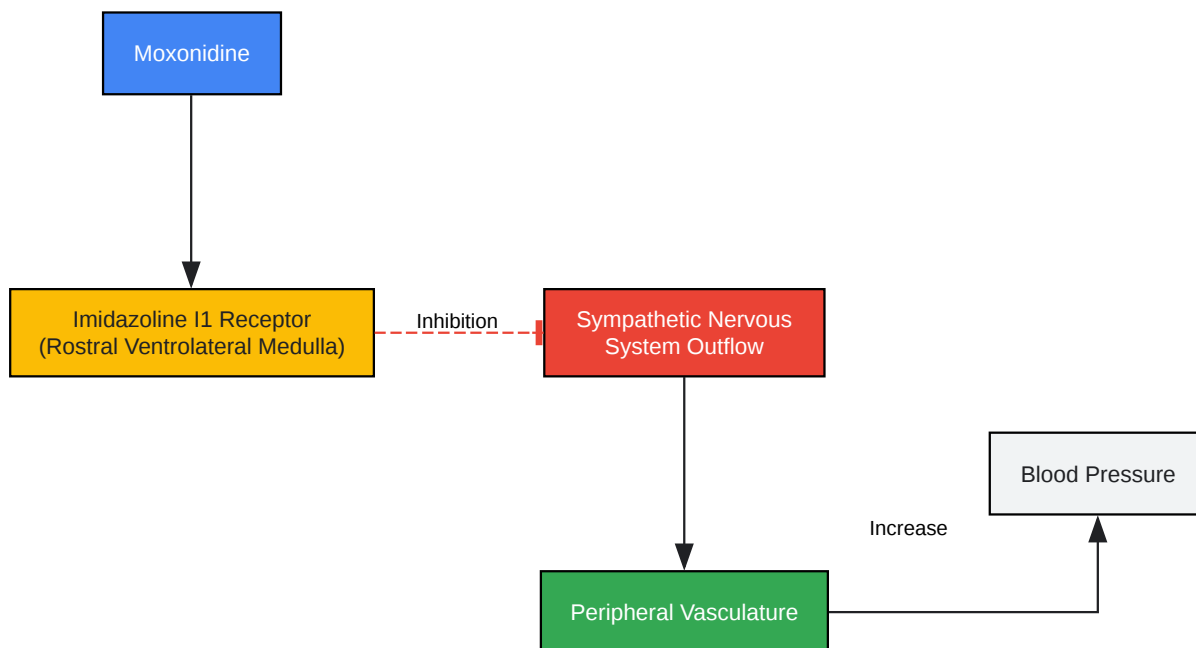 Moxonidine
Imidazoline I1 Receptor
(Rostral Ventrolateral Medulla)
Inhibition
Sympathetic Nervous
System Outflow
Blood Pressure
Increase
Peripheral Vasculature